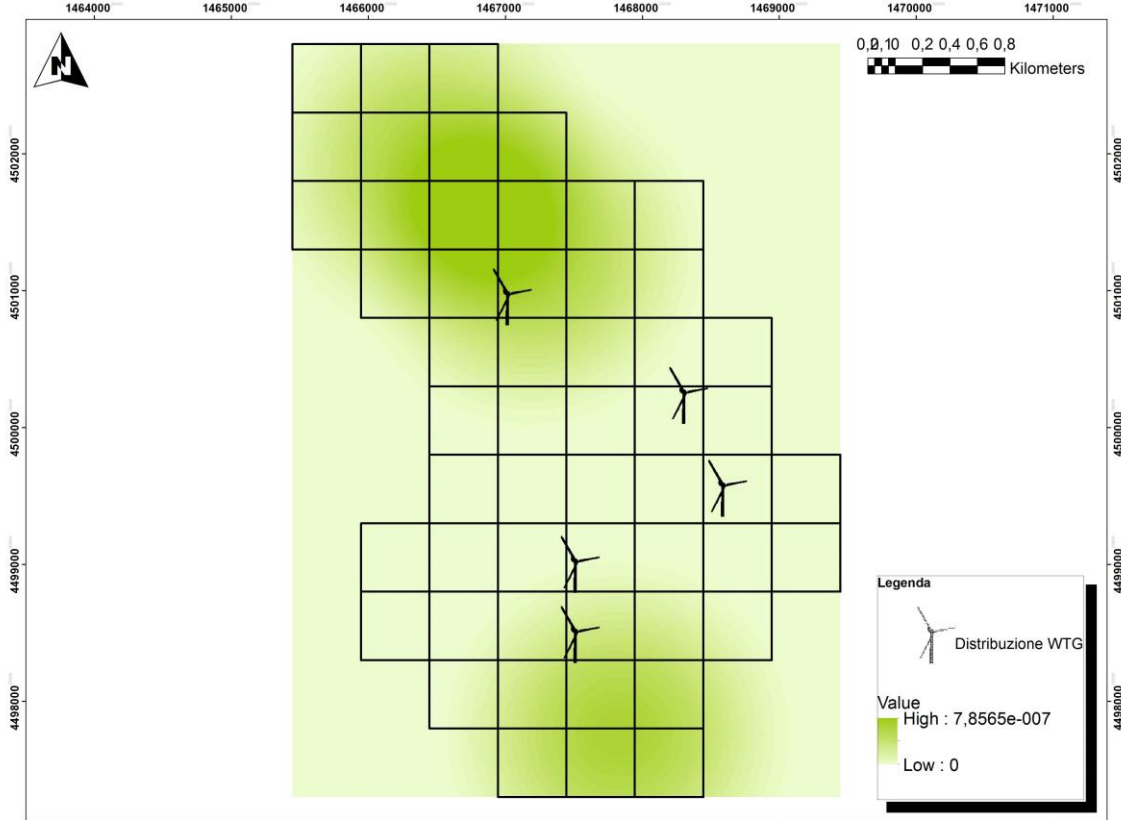 1464000 1465000 1466000 1467000 1468000 1469000 1470000 1471000
N
0,2 0,4 0,6 0,8
Kilometers
4502000 4502000
4501000 4501000
4500000 4500000
4499000 4499000
4498000 4498000
Legenda
Distribuzione WTG
Value
High : 7,8565e-007
Low : 0